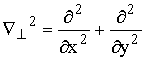 ∇⊥² = ∂²/∂x² + ∂²/∂y²